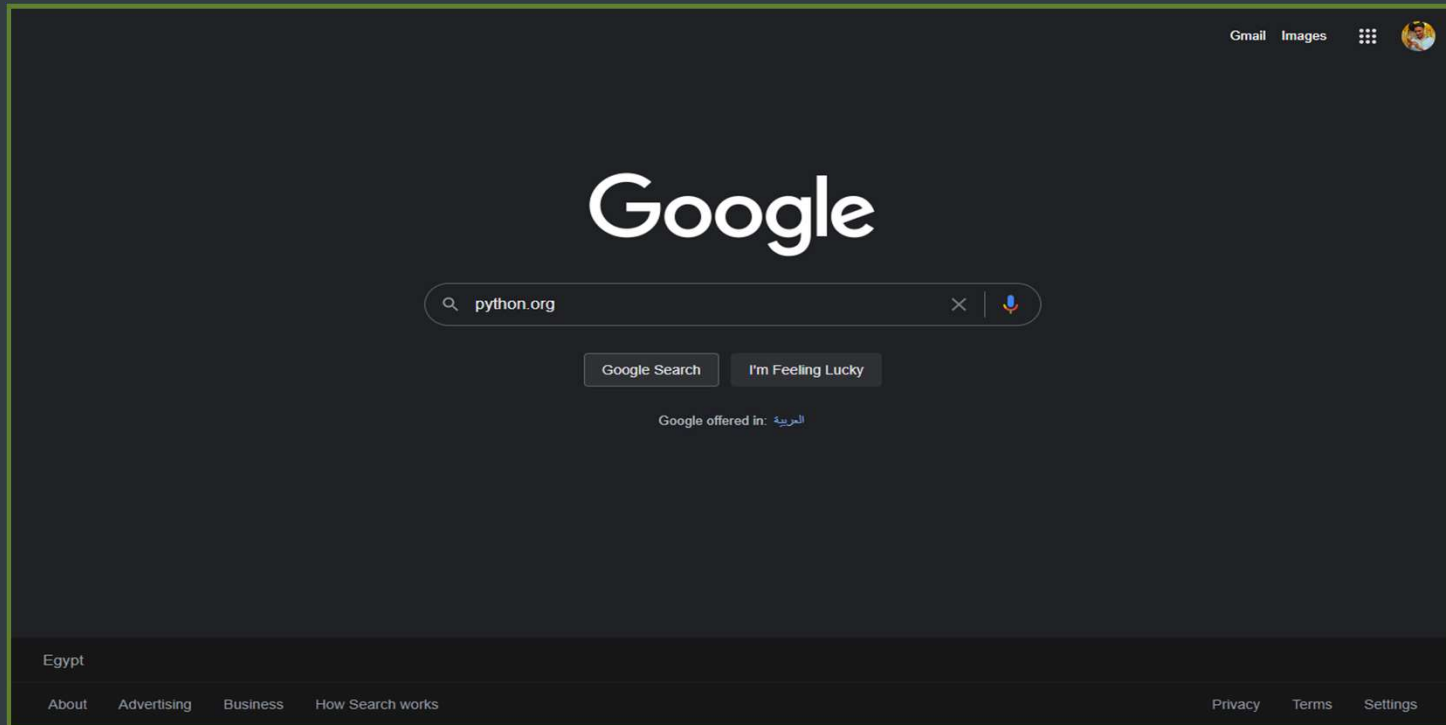 Gmail Images
Google
python.org
Google Search I'm Feeling Lucky
Google offered in: العربية
Egypt
About Advertising Business How Search works Privacy Terms Settings